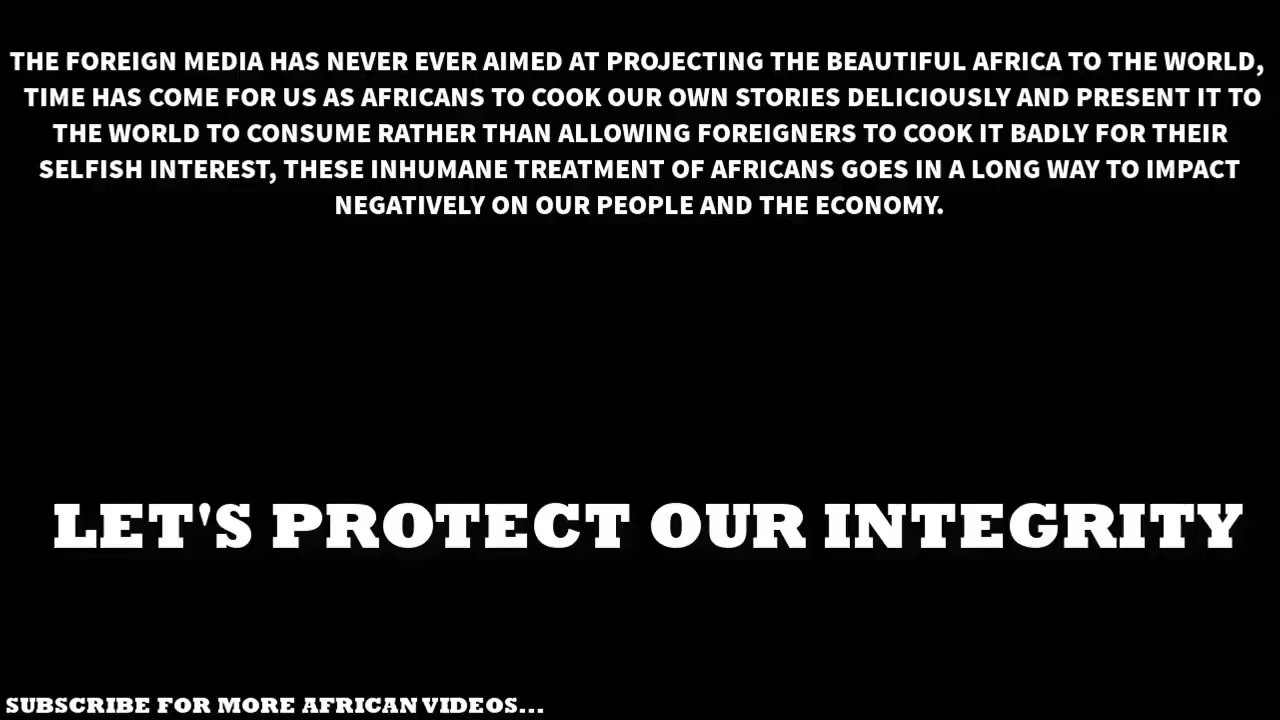 THE FOREIGN MEDIA HAS NEVER EVER AIMED AT PROJECTING THE BEAUTIFUL AFRICA TO THE WORLD,
TIME HAS COME FOR US AS AFRICANS TO COOK OUR OWN STORIES DELICIOUSLY AND PRESENT IT TO
THE WORLD TO CONSUME RATHER THAN ALLOWING FOREIGNERS TO COOK IT BADLY FOR THEIR
SELFISH INTEREST, THESE INHUMANE TREATMENT OF AFRICANS GOES IN A LONG WAY TO IMPACT
NEGATIVELY ON OUR PEOPLE AND THE ECONOMY.
LET'S PROTECT OUR INTEGRITY
SUBSCRIBE FOR MORE AFRICAN VIDEOS...